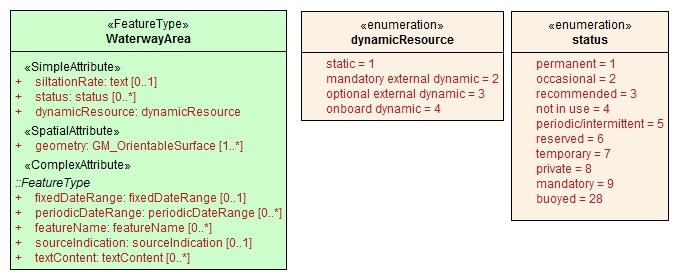 «FeatureType»
WaterwayArea
«SimpleAttribute»
+ siltationRate: text [0..1]
+ status: status [0..*]
+ dynamicResource: dynamicResource
«SpatialAttribute»
+ geometry: GM_OrientableSurface [1..*]
«ComplexAttribute»
::FeatureType
+ fixedDateRange: fixedDateRange [0..1]
+ periodicDateRange: periodicDateRange [0..*]
+ featureName: featureName [0..*]
+ sourceIndication: sourceIndication [0..1]
+ textContent: textContent [0..*]
«enumeration»
dynamicResource
static = 1
mandatory external dynamic = 2
optional external dynamic = 3
onboard dynamic = 4
«enumeration»
status
permanent = 1
occasional = 2
recommended = 3
not in use = 4
periodic/intermittent = 5
reserved = 6
temporary = 7
private = 8
mandatory = 9
buoyed = 28